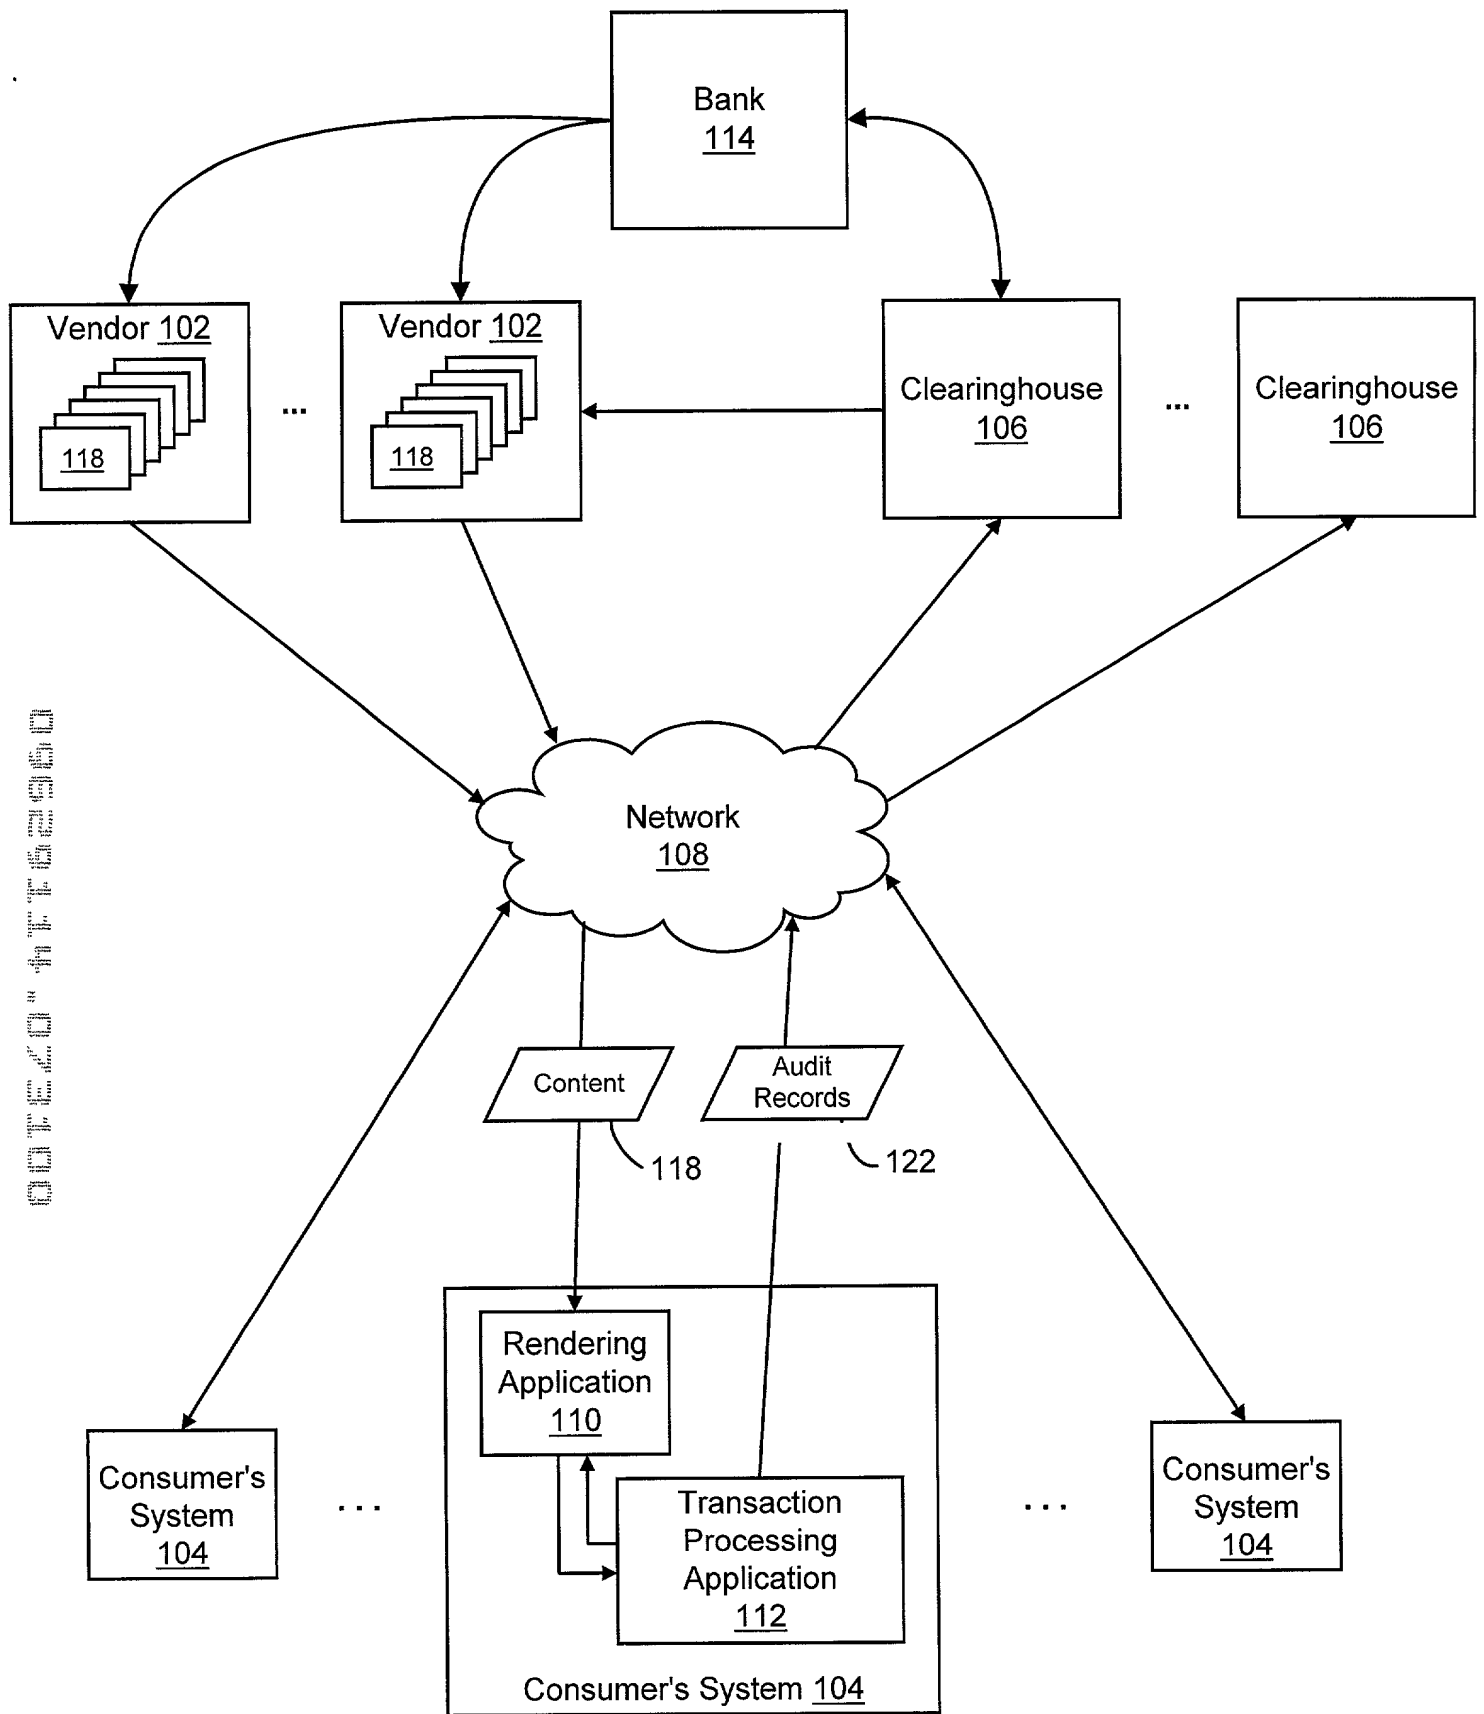 Bank
114
Vendor 102
118
...
Vendor 102
118
Clearinghouse
106
...
Clearinghouse
106
Network
108
Content
118
Audit
Records
122
Rendering
Application
110
Transaction
Processing
Application
112
Consumer's System 104
Consumer's
System
104
...
...
Consumer's
System
104